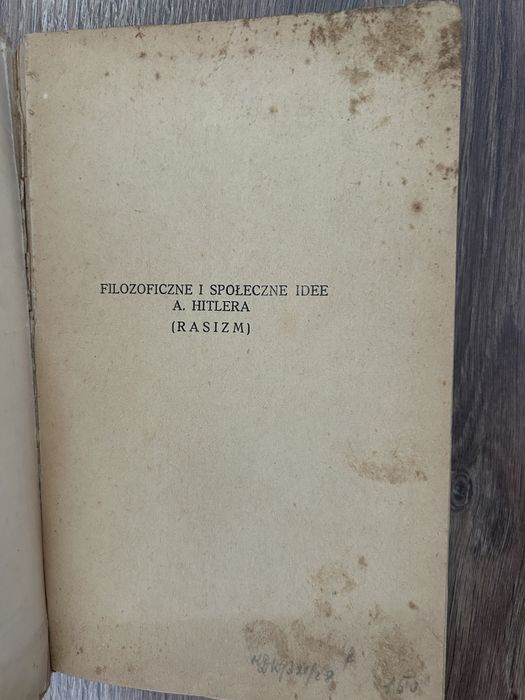 FILOZOFICZNE I SPOŁECZNE IDEE
A. HITLERA
(RASIZM)